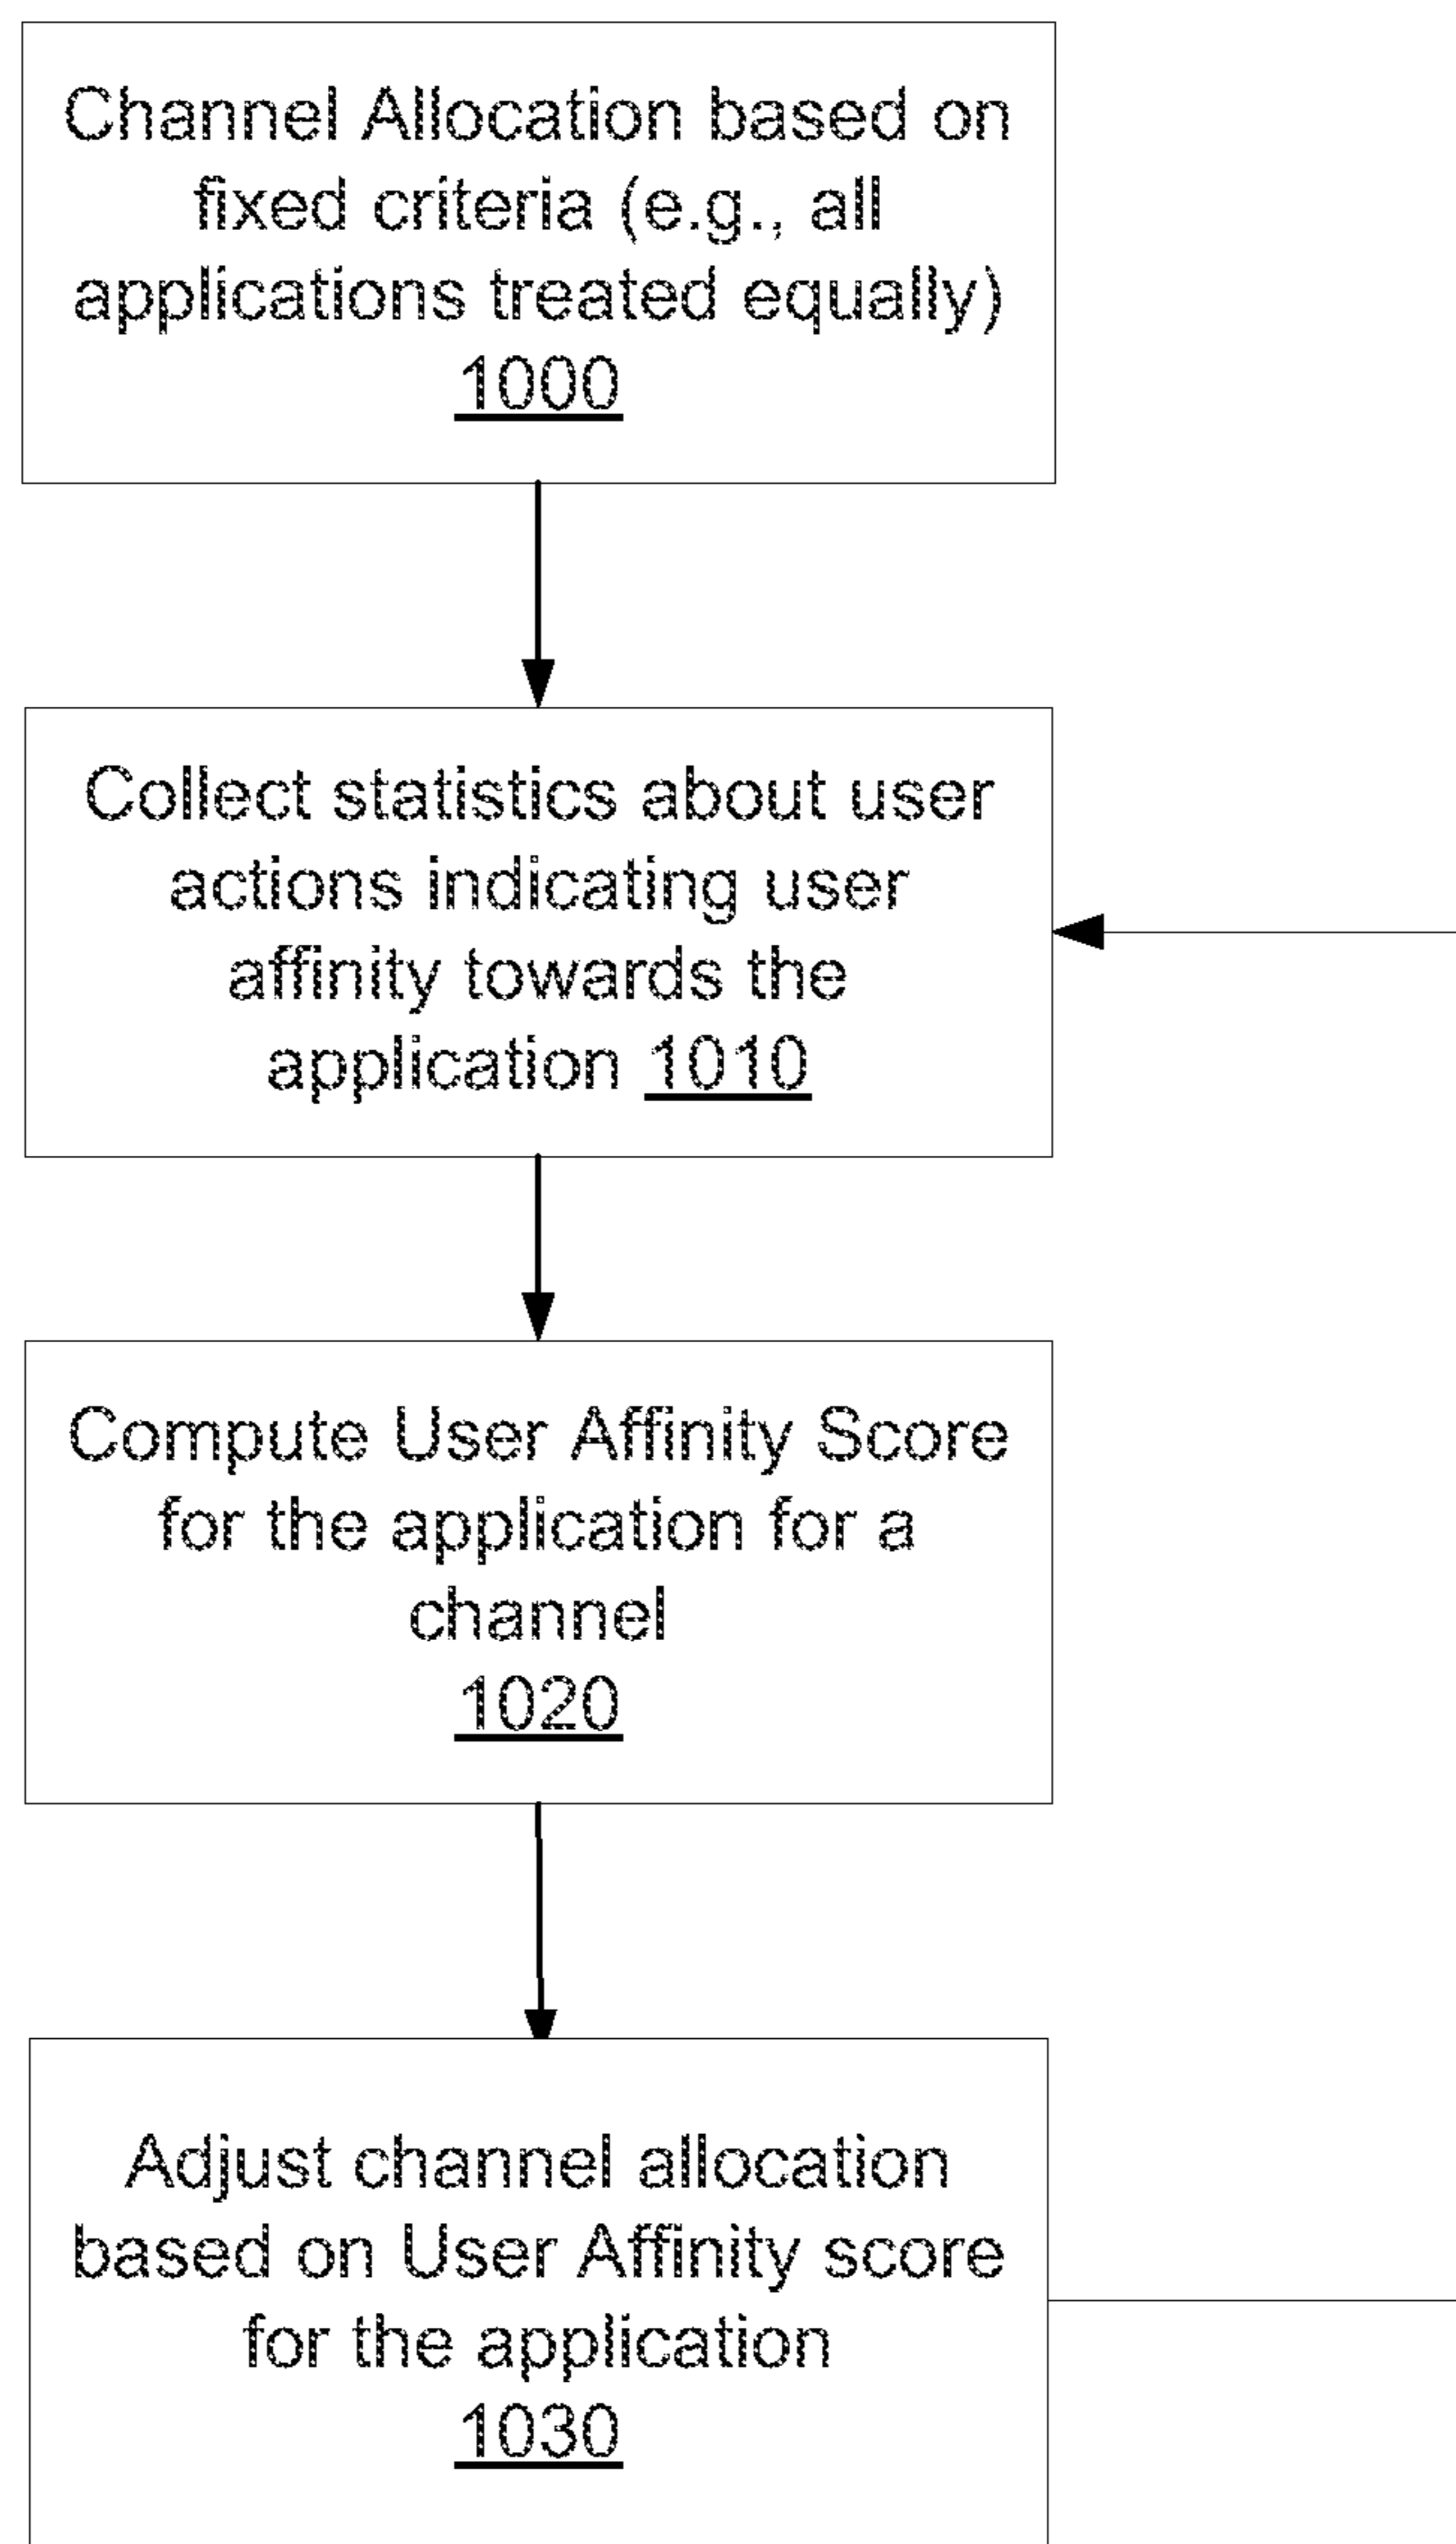 Channel Allocation based on
fixed criteria (e.g., all
applications treated equally)
1000
Collect statistics about user
actions indicating user
affinity towards the
application 1010
Compute User Affinity Score
for the application for a
channel
1020
Adjust channel allocation
based on User Affinity score
for the application
1030